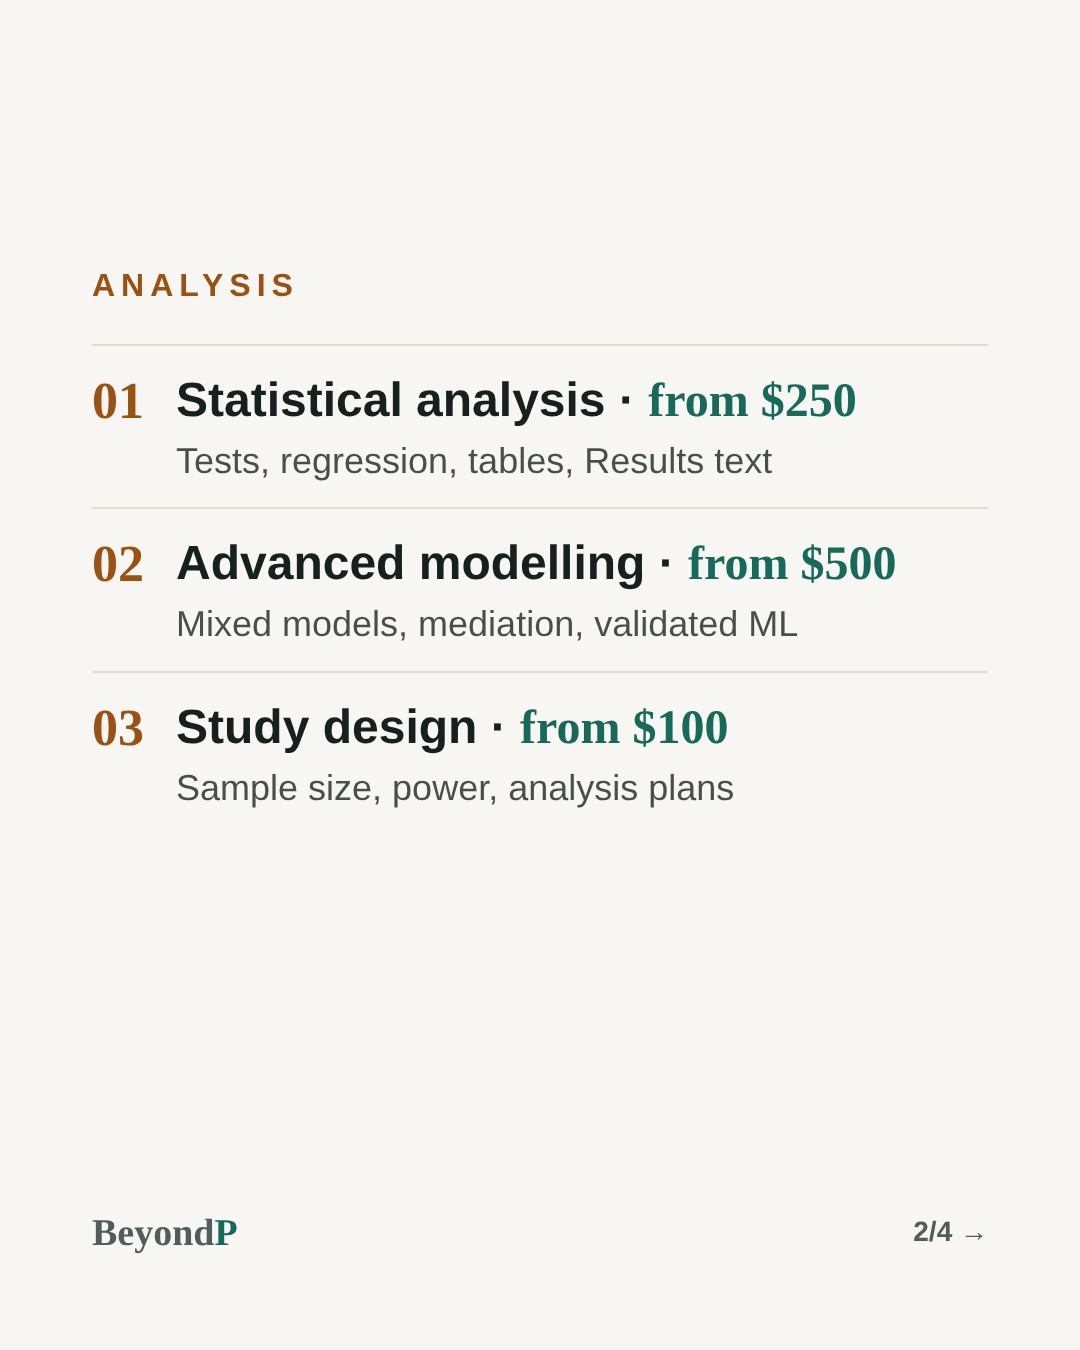 ANALYSIS
01 Statistical analysis · from $250
Tests, regression, tables, Results text
02 Advanced modelling · from $500
Mixed models, mediation, validated ML
03 Study design · from $100
Sample size, power, analysis plans
BeyondP
2/4 →